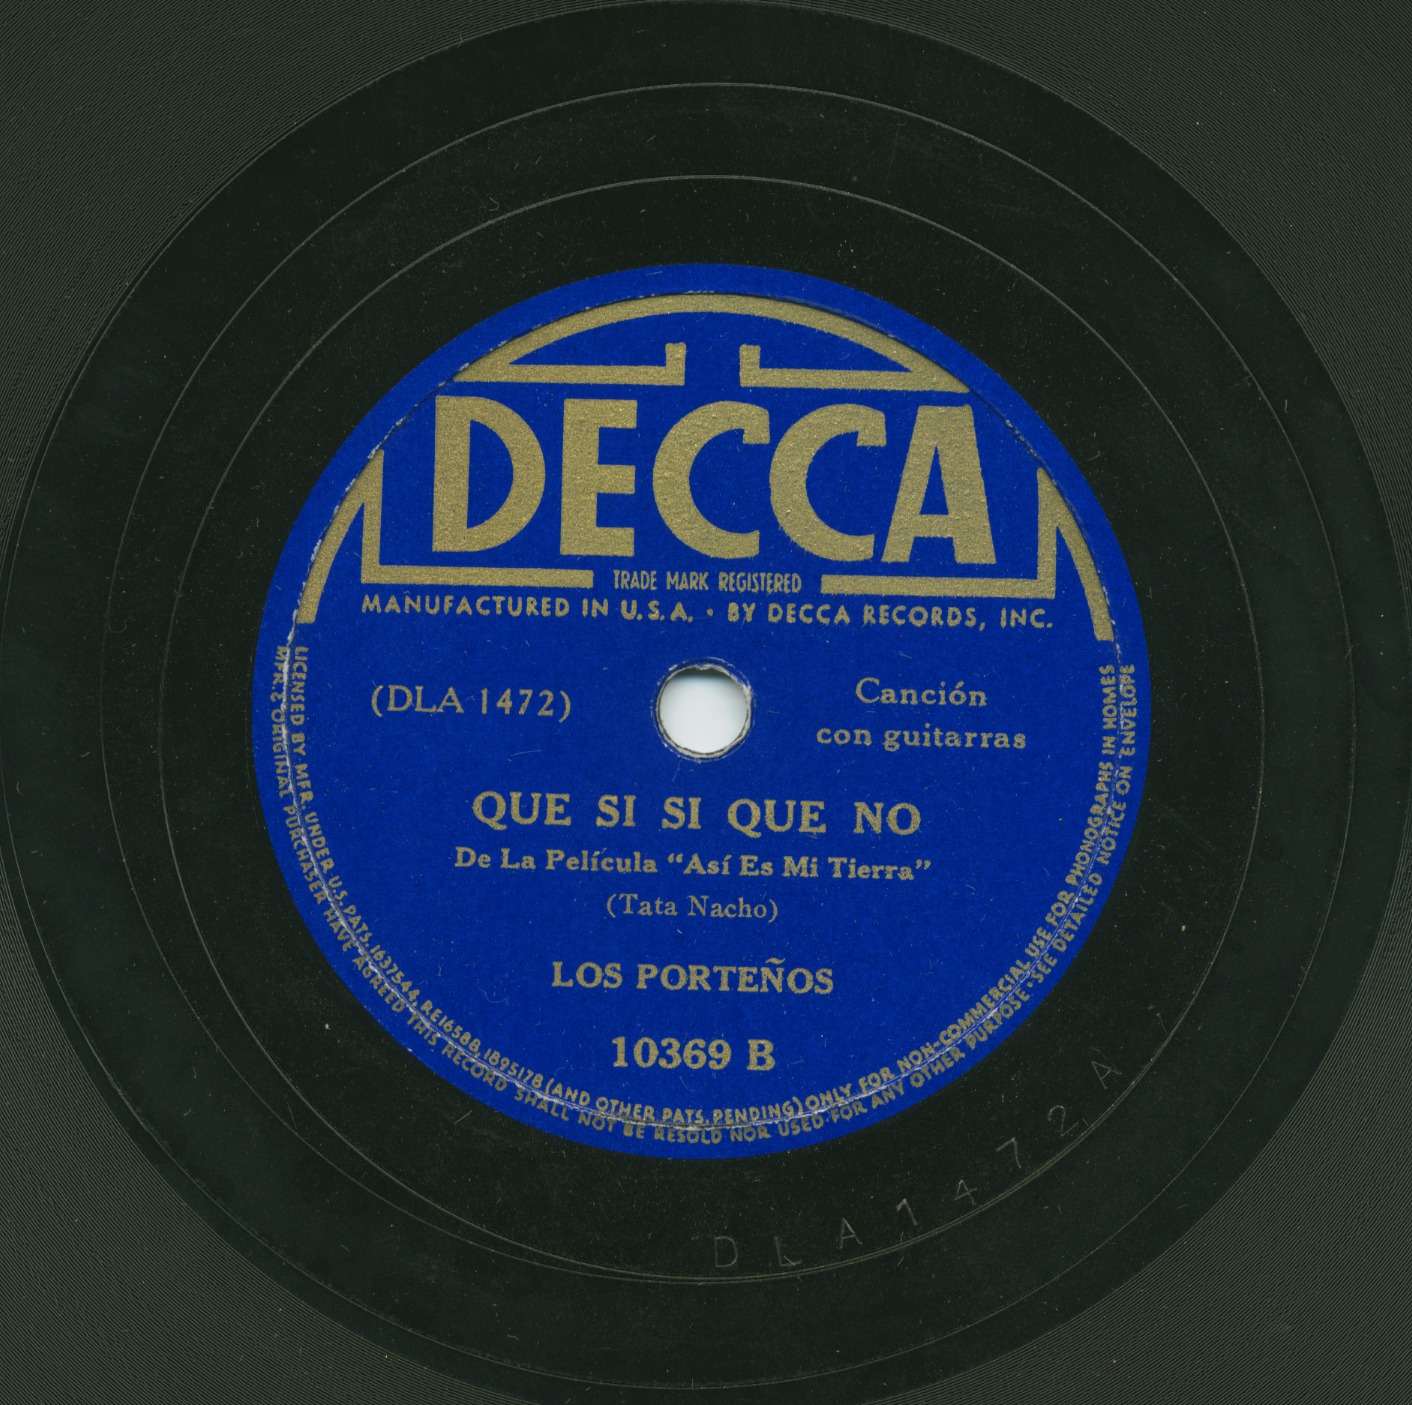 DECCA
TRADE MARK REGISTERED
MANUFACTURED IN U.S.A. • BY DECCA RECORDS, INC.
(DLA 1472)
Canción
con guitarras
QUE SI SI QUE NO
De La Película “Así Es Mi Tierra”
(Tata Nacho)
LOS PORTEÑOS
10369 B
LICENSED BY MFR. UNDER U.S. PATS. 1637544, RE16588, 1895178 (AND OTHER PATS. PENDING) ONLY FOR NON-COMMERCIAL USE FOR PHONOGRAPHS IN HOMES
MFR. & ORIGINAL PURCHASER HAVE AGREED THIS RECORD SHALL NOT BE RESOLD NOR USED FOR ANY OTHER PURPOSE • SEE DETAILED NOTICE ON ENVELOPE
DLA1472A